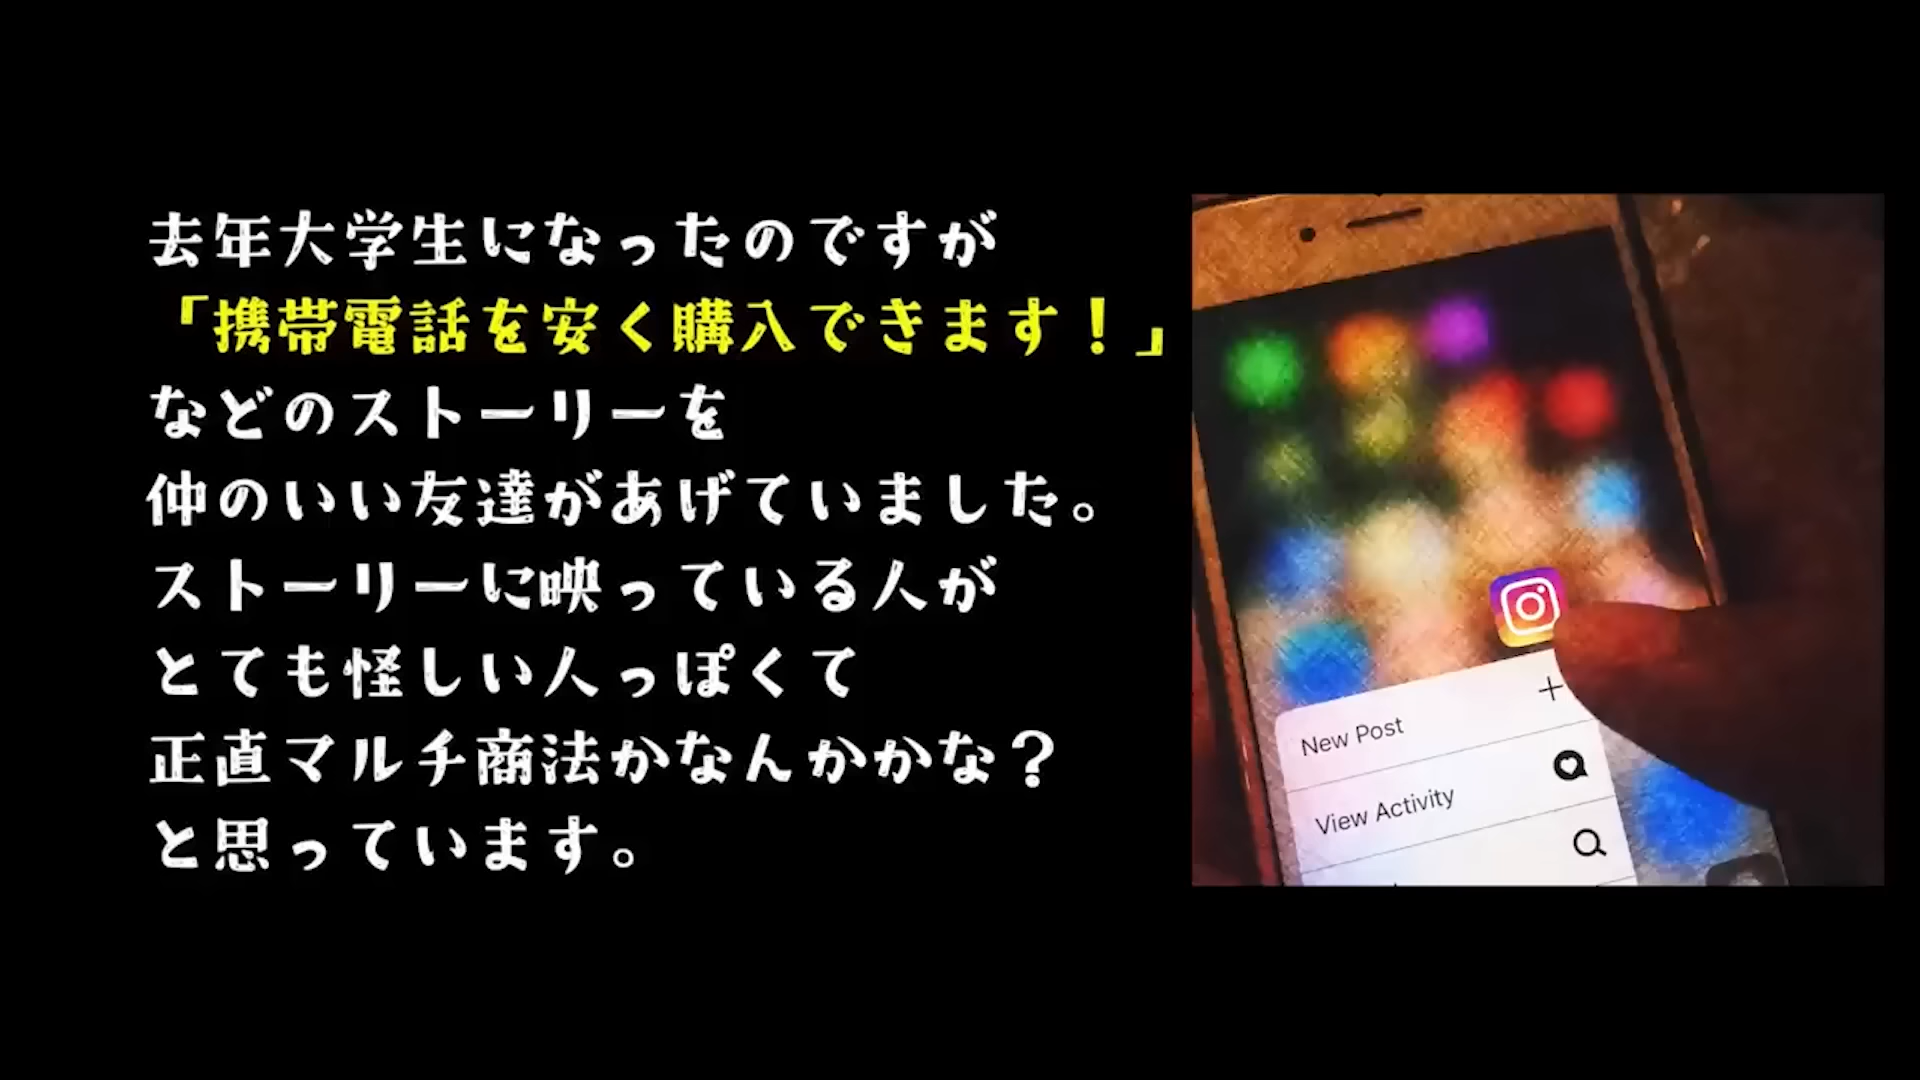 去年大学生になったのですが
「携帯電話を安く購入できます！」
などのストーリーを
仲のいい友達があげていました。
ストーリーに映っている人が
とても怪しい人っぽくて
正直マルチ商法かなんかかな？
と思っています。
New Post
View Activity